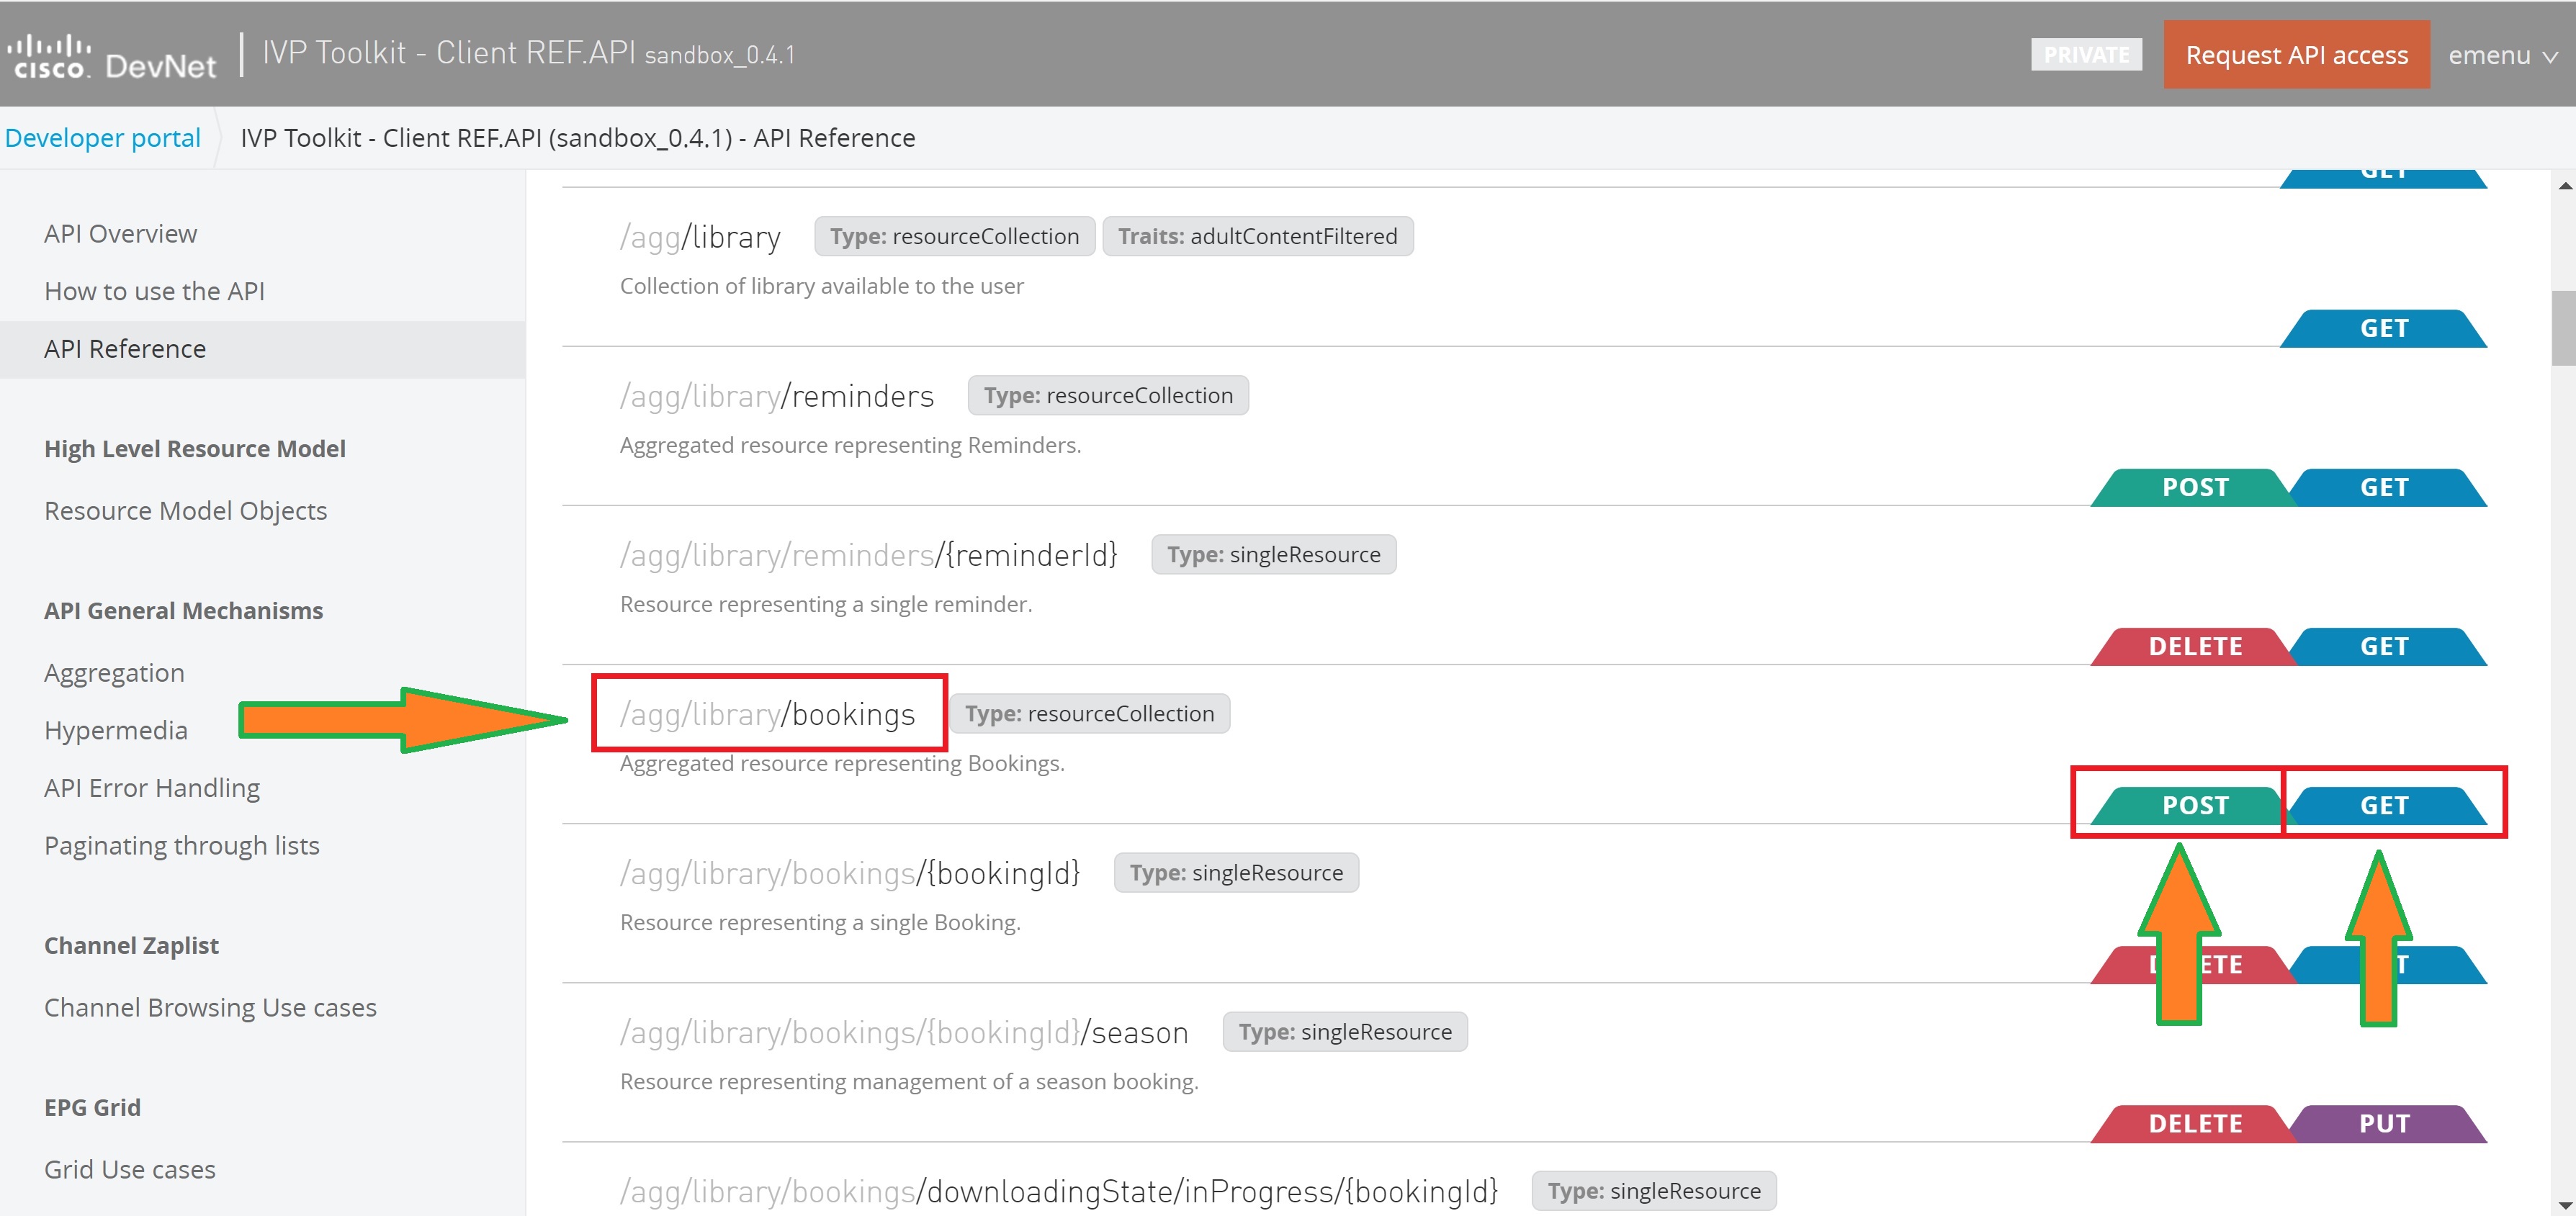 cisco. DevNet
IVP Toolkit - Client REF.API sandbox_0.4.1
PRIVATE
Request API access
emenu
Developer portal
IVP Toolkit - Client REF.API (sandbox_0.4.1) - API Reference
API Overview
How to use the API
API Reference
High Level Resource Model
Resource Model Objects
API General Mechanisms
Aggregation
Hypermedia
API Error Handling
Paginating through lists
Channel Zaplist
Channel Browsing Use cases
EPG Grid
Grid Use cases
GET
/agg/library Type: resourceCollection Traits: adultContentFiltered
Collection of library available to the user
GET
/agg/library/reminders Type: resourceCollection
Aggregated resource representing Reminders.
POST GET
/agg/library/reminders/{reminderId} Type: singleResource
Resource representing a single reminder.
DELETE GET
/agg/library/bookings Type: resourceCollection
Aggregated resource representing Bookings.
POST GET
/agg/library/bookings/{bookingId} Type: singleResource
Resource representing a single Booking.
/agg/library/bookings/{bookingId}/season Type: singleResource
Resource representing management of a season booking.
DELETE PUT
/agg/library/bookings/downloadingState/inProgress/{bookingId} Type: singleResource